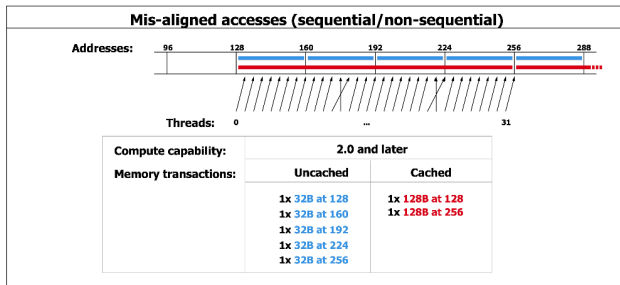 Mis-aligned accesses (sequential/non-sequential)
Addresses: 96 128 160 192 224 256 288
Threads: 0 ... 31
Compute capability: 2.0 and later
Memory transactions: Uncached Cached
1x 32B at 128 1x 128B at 128
1x 32B at 160 1x 128B at 256
1x 32B at 192
1x 32B at 224
1x 32B at 256